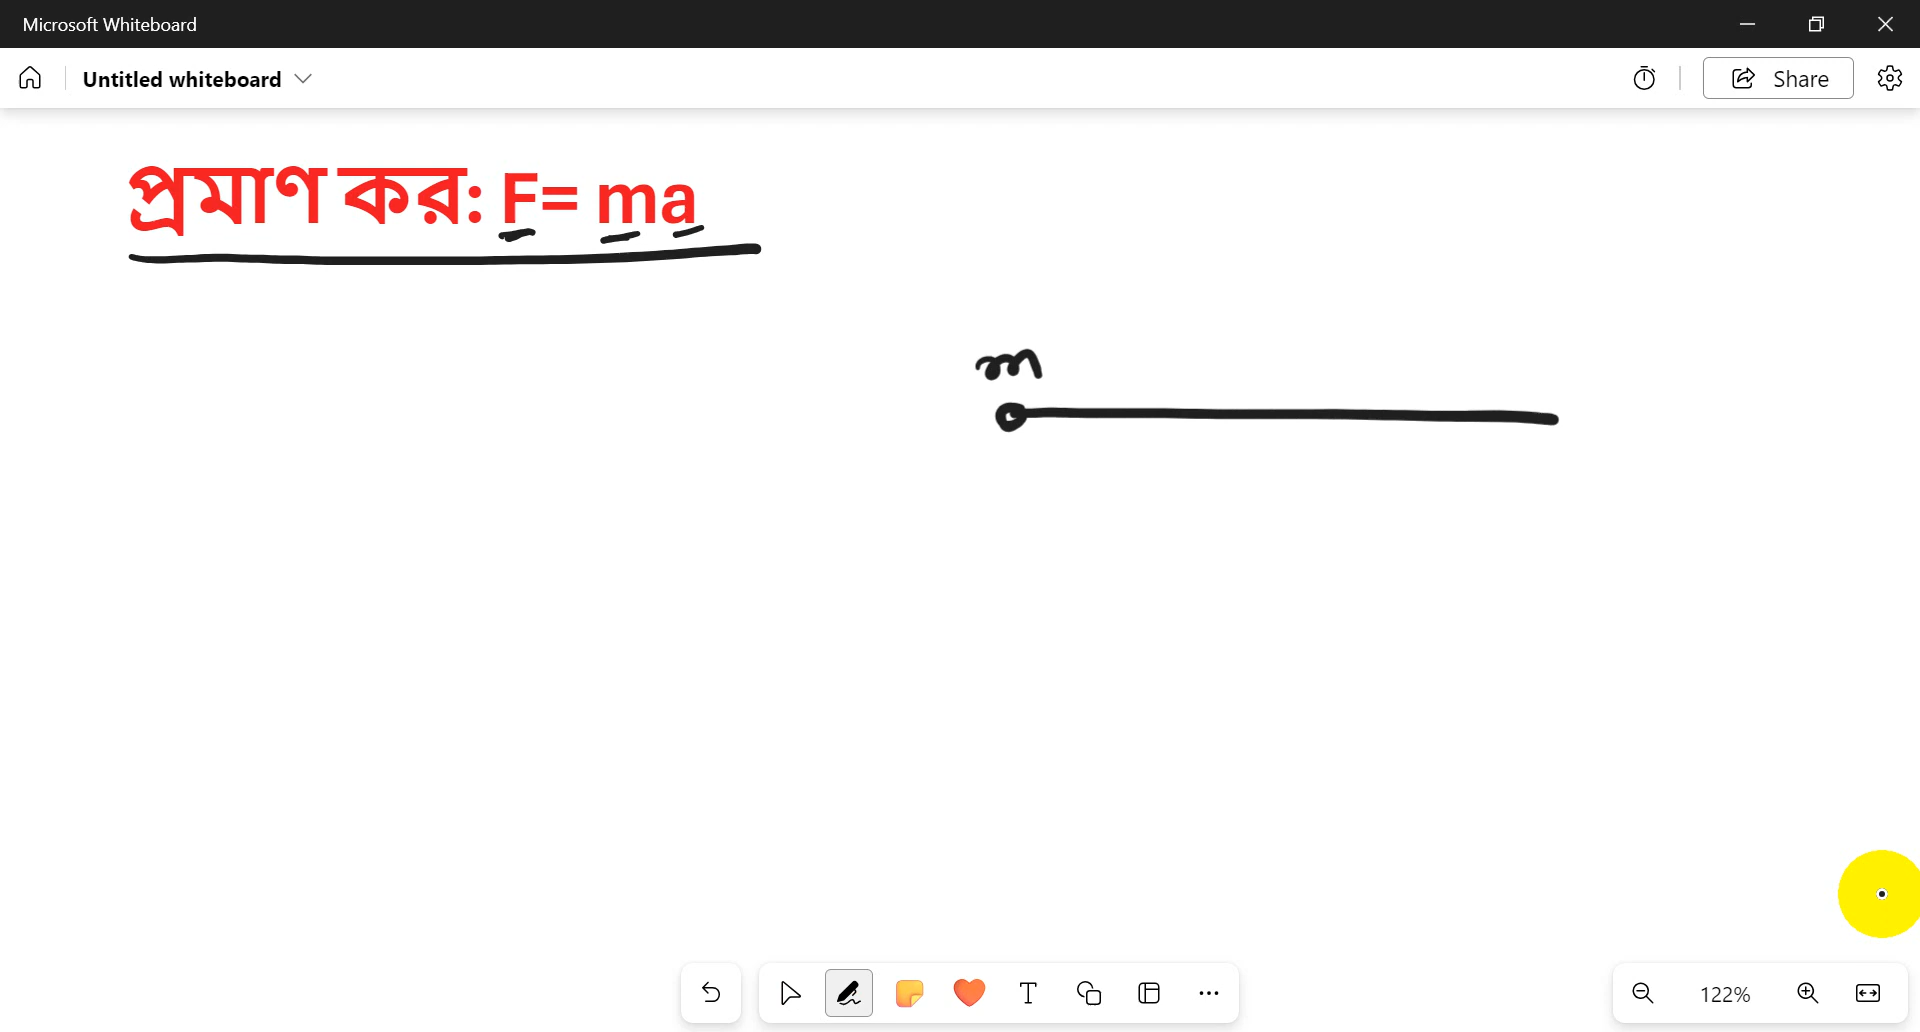 Microsoft Whiteboard
Untitled whiteboard
Share
প্রমাণ কর: F= ma
m
T
122%